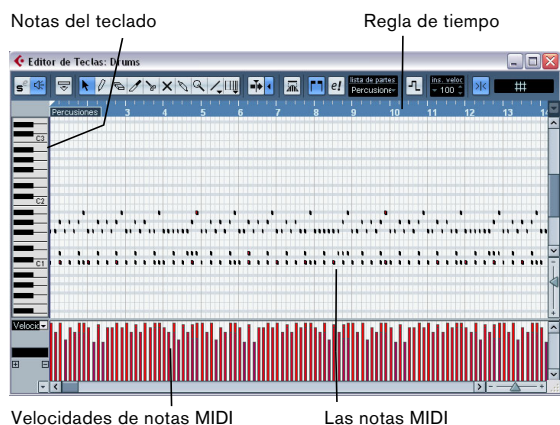 Notas del teclado
Regla de tiempo
Editor de Teclas: Drums
lista de partes
ins. veloc
e!
Percusione
100
Percusiones
3 4 5 6 7 8 9 10 11 12 13 14
C3
C2
C1
Velocid
Velocidades de notas MIDI
Las notas MIDI